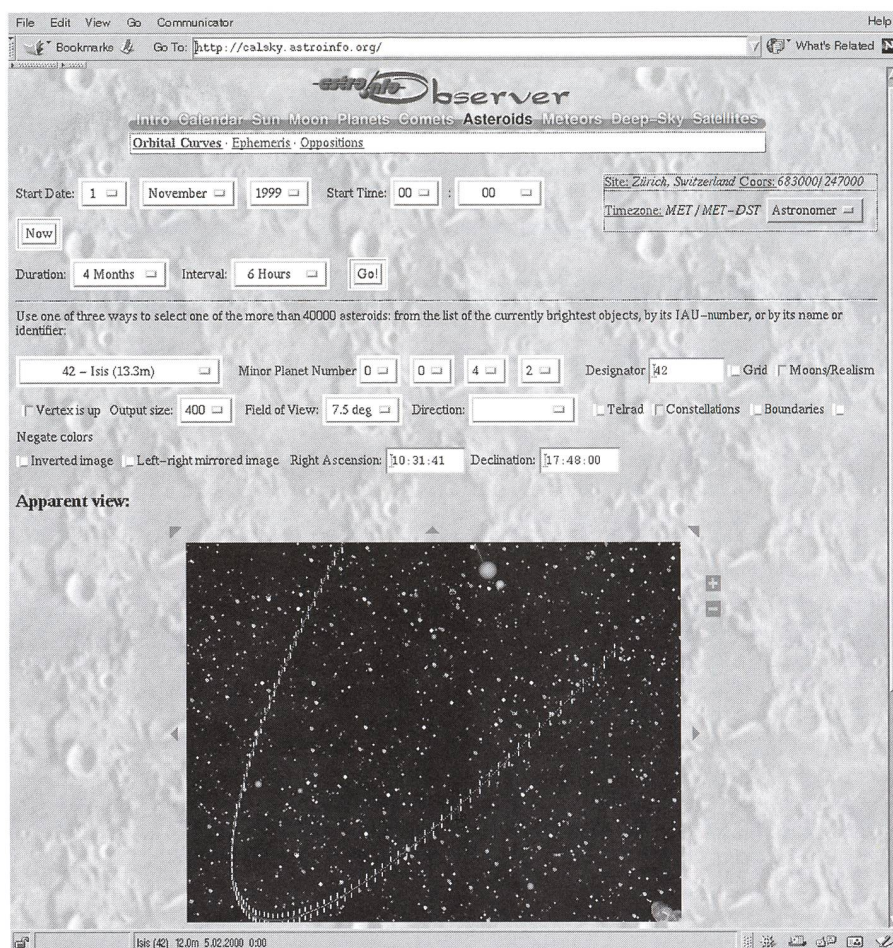 File Edit View Go Communicator Help
Bookmarks Go To: http://calsky.astroinfo.org/ What's Related
astro info Observer
Intro Calendar Sun Moon Planets Comets Asteroids Meteors Deep-Sky Satellites
Orbital Curves · Ephemeris · Oppositions
Start Date: 1 November 1999 Start Time: 00 : 00
Site: Zürich, Switzerland Coors: 683000/247000
Timezone: MET / MET-DST Astronomer
Now
Duration: 4 Months Interval: 6 Hours Go!
Use one of three ways to select one of the more than 40000 asteroids: from the list of the currently brightest objects, by its IAU-number, or by its name or
identifier:
42 - Isis (13.3m) Minor Planet Number 0 0 4 2 Designator 42 Grid Moons/Realism
Vertex is up Output size: 400 Field of View: 7.5 deg Direction: Telrad Constellations Boundaries
Negate colors
Inverted image Left-right mirrored image Right Ascension: 10:31:41 Declination: 17:48:00
Apparent view:
Isis (42) 12.0m 5.02.2000 0:00